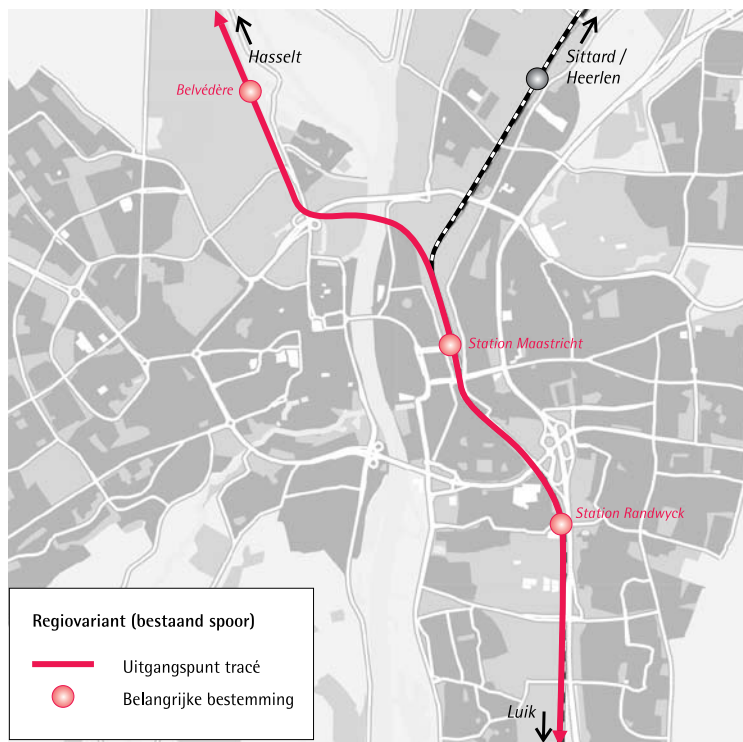 Hasselt
Sittard /
Heerlen
Belvédère
Station Maastricht
Station Randwyck
Luik
Regiovariant (bestaand spoor)
Uitgangspunt tracé
Belangrijke bestemming